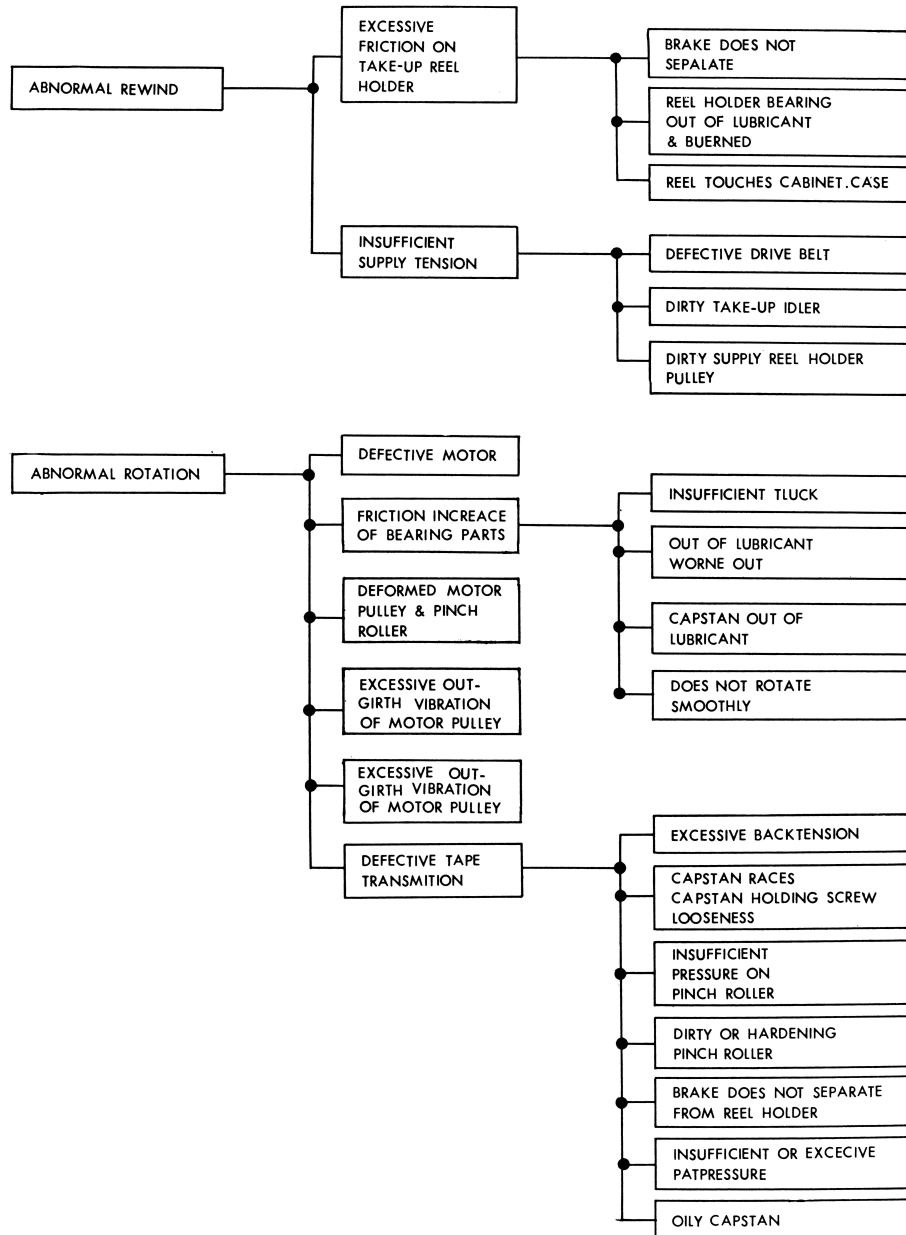 ABNORMAL REWIND
EXCESSIVE
FRICTION ON
TAKE-UP REEL
HOLDER
BRAKE DOES NOT
SEPALATE
REEL HOLDER BEARING
OUT OF LUBRICANT
& BUERNED
REEL TOUCHES CABINET.CASE
INSUFFICIENT
SUPPLY TENSION
DEFECTIVE DRIVE BELT
DIRTY TAKE-UP IDLER
DIRTY SUPPLY REEL HOLDER
PULLEY
ABNORMAL ROTATION
DEFECTIVE MOTOR
FRICTION INCREACE
OF BEARING PARTS
INSUFFICIENT TLUCK
OUT OF LUBRICANT
WORNE OUT
CAPSTAN OUT OF
LUBRICANT
DOES NOT ROTATE
SMOOTHLY
DEFORMED MOTOR
PULLEY & PINCH
ROLLER
EXCESSIVE OUT-
GIRTH VIBRATION
OF MOTOR PULLEY
EXCESSIVE OUT-
GIRTH VIBRATION
OF MOTOR PULLEY
DEFECTIVE TAPE
TRANSMITION
EXCESSIVE BACKTENSION
CAPSTAN RACES
CAPSTAN HOLDING SCREW
LOOSENESS
INSUFFICIENT
PRESSURE ON
PINCH ROLLER
DIRTY OR HARDENING
PINCH ROLLER
BRAKE DOES NOT SEPARATE
FROM REEL HOLDER
INSUFFICIENT OR EXCECIVE
PATPRESSURE
OILY CAPSTAN